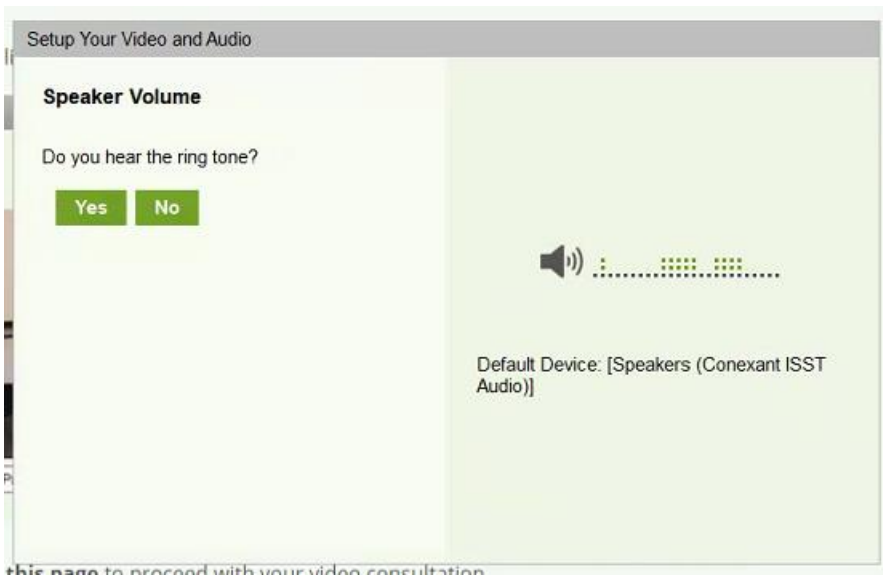 Setup Your Video and Audio
Speaker Volume
Do you hear the ring tone?
Yes No
Default Device: [Speakers (Conexant ISST
Audio)]
this page to proceed with your video consultation